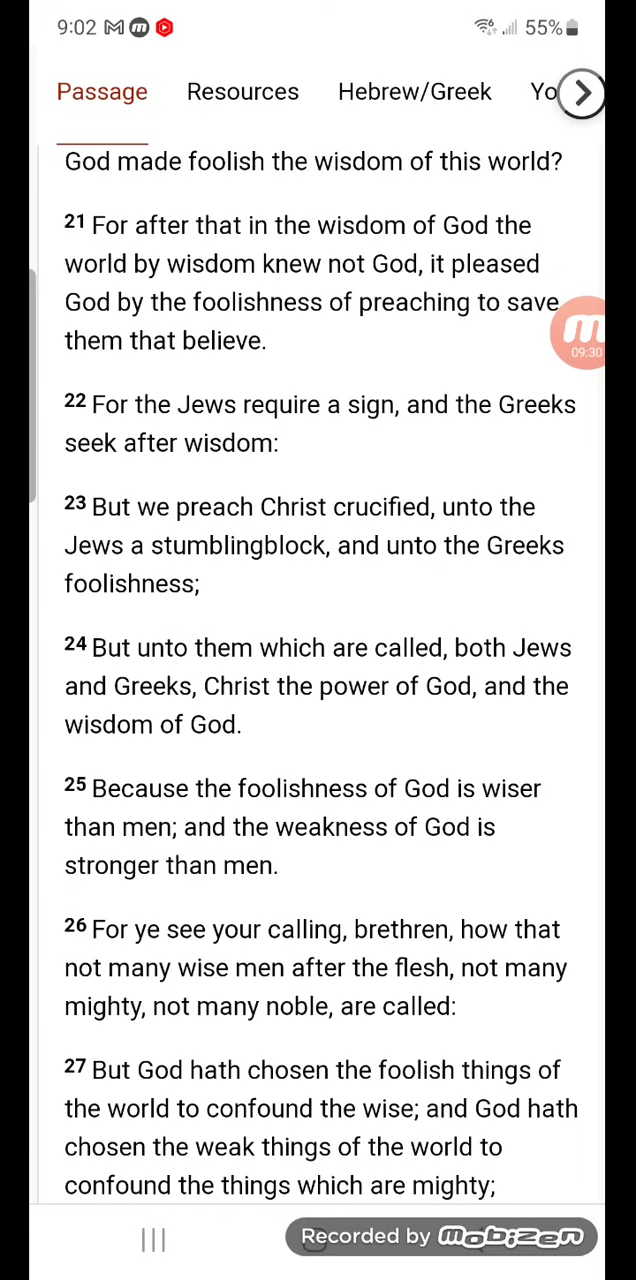 9:02 M m 55%
Passage Resources Hebrew/Greek Yo
God made foolish the wisdom of this world?
21 For after that in the wisdom of God the
world by wisdom knew not God, it pleased
God by the foolishness of preaching to save
them that believe.
m
09:30
22 For the Jews require a sign, and the Greeks
seek after wisdom:
23 But we preach Christ crucified, unto the
Jews a stumblingblock, and unto the Greeks
foolishness;
24 But unto them which are called, both Jews
and Greeks, Christ the power of God, and the
wisdom of God.
25 Because the foolishness of God is wiser
than men; and the weakness of God is
stronger than men.
26 For ye see your calling, brethren, how that
not many wise men after the flesh, not many
mighty, not many noble, are called:
27 But God hath chosen the foolish things of
the world to confound the wise; and God hath
chosen the weak things of the world to
confound the things which are mighty;
Recorded by mobizen